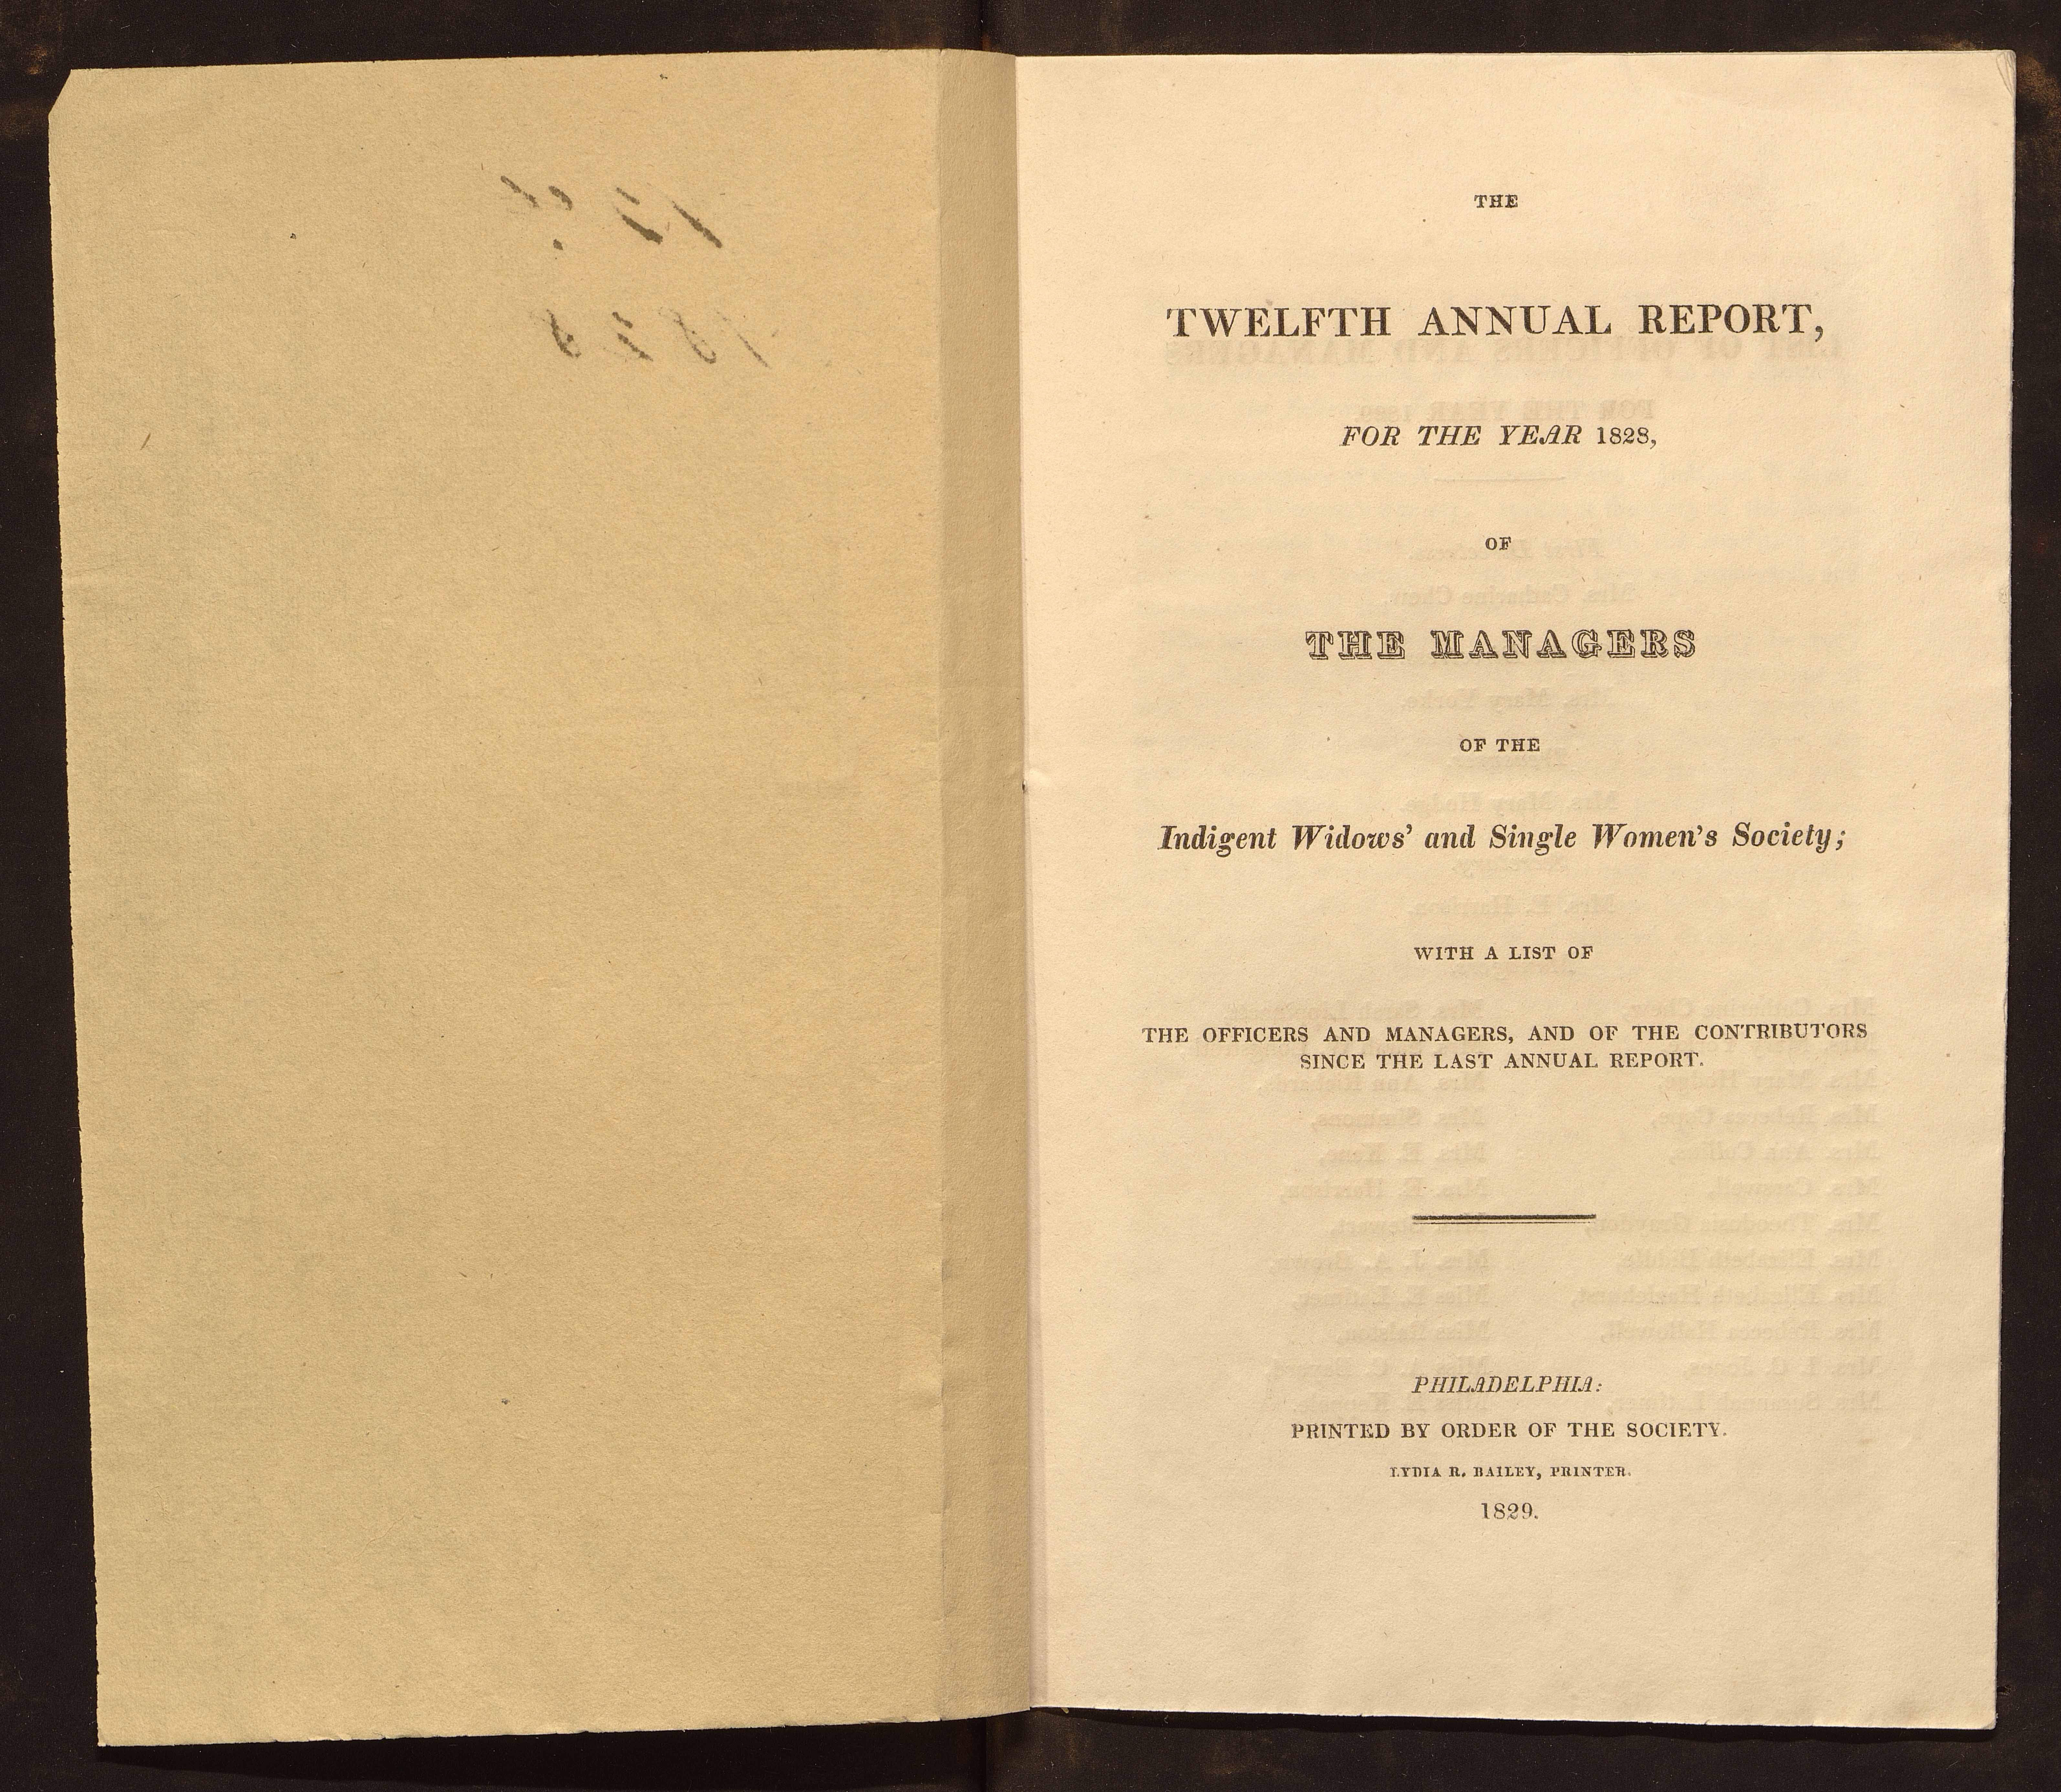 THE
TWELFTH ANNUAL REPORT,
FOR THE YEAR 1828,
OF
THE MANAGERS
OF THE
Indigent Widows' and Single Women's Society;
WITH A LIST OF
THE OFFICERS AND MANAGERS, AND OF THE CONTRIBUTORS
SINCE THE LAST ANNUAL REPORT.
PHILADELPHIA:
PRINTED BY ORDER OF THE SOCIETY.
LYDIA R. BAILEY, PRINTER.
1829.